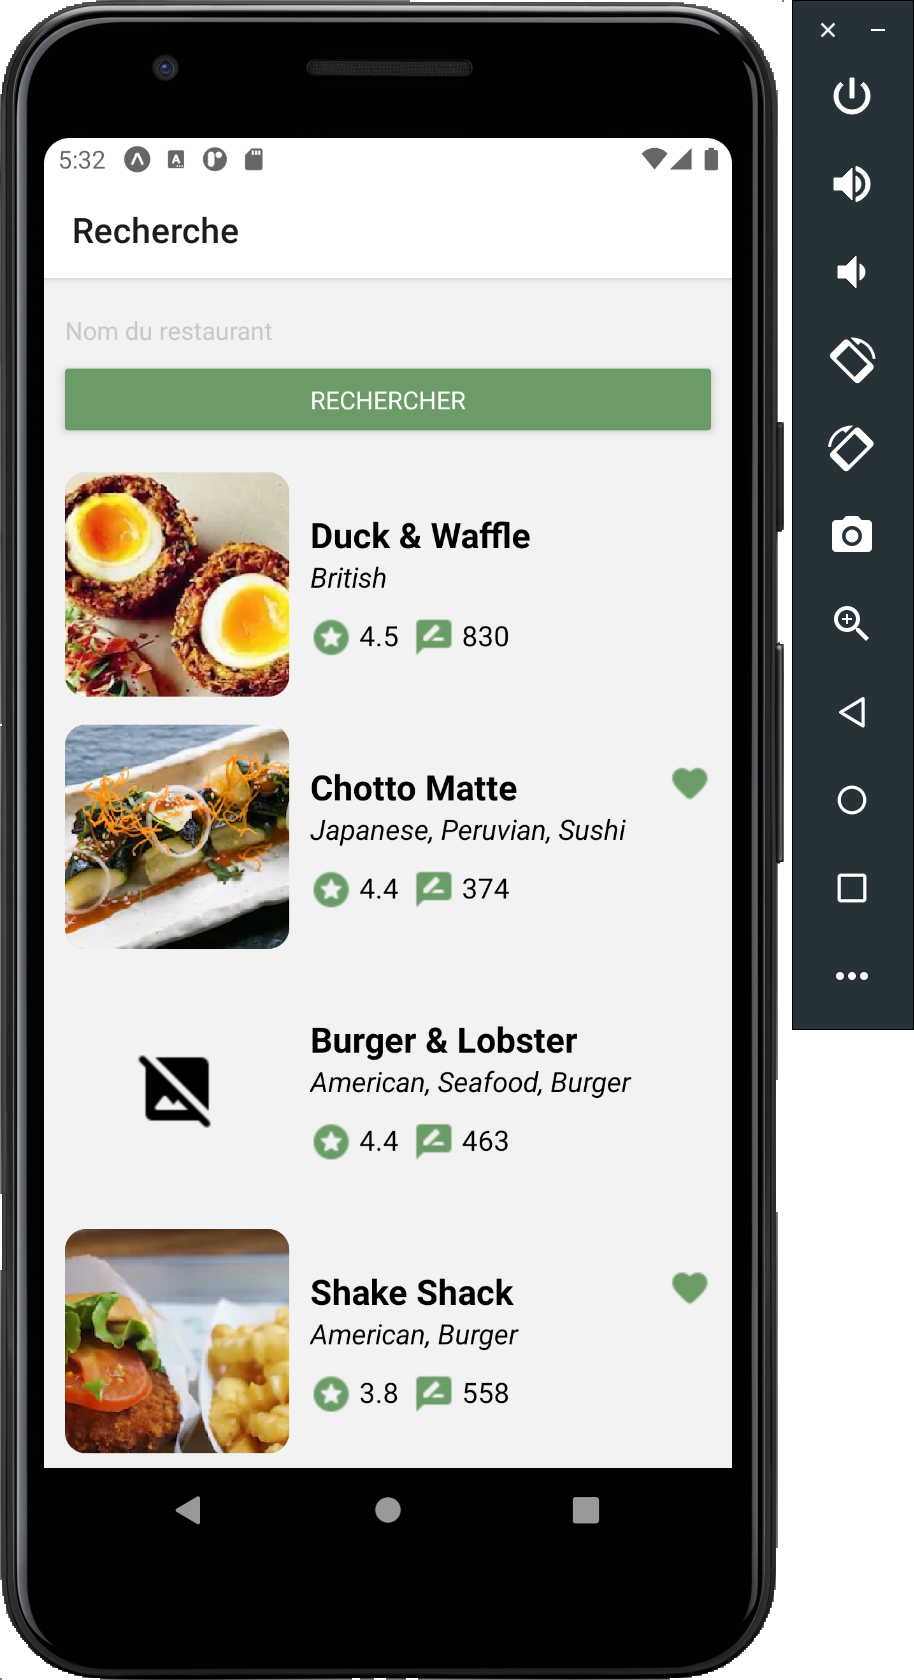 5:32
Recherche
Nom du restaurant
RECHERCHER
Duck & Waffle
British
4.5 830
Chotto Matte
Japanese, Peruvian, Sushi
4.4 374
Burger & Lobster
American, Seafood, Burger
4.4 463
Shake Shack
American, Burger
3.8 558